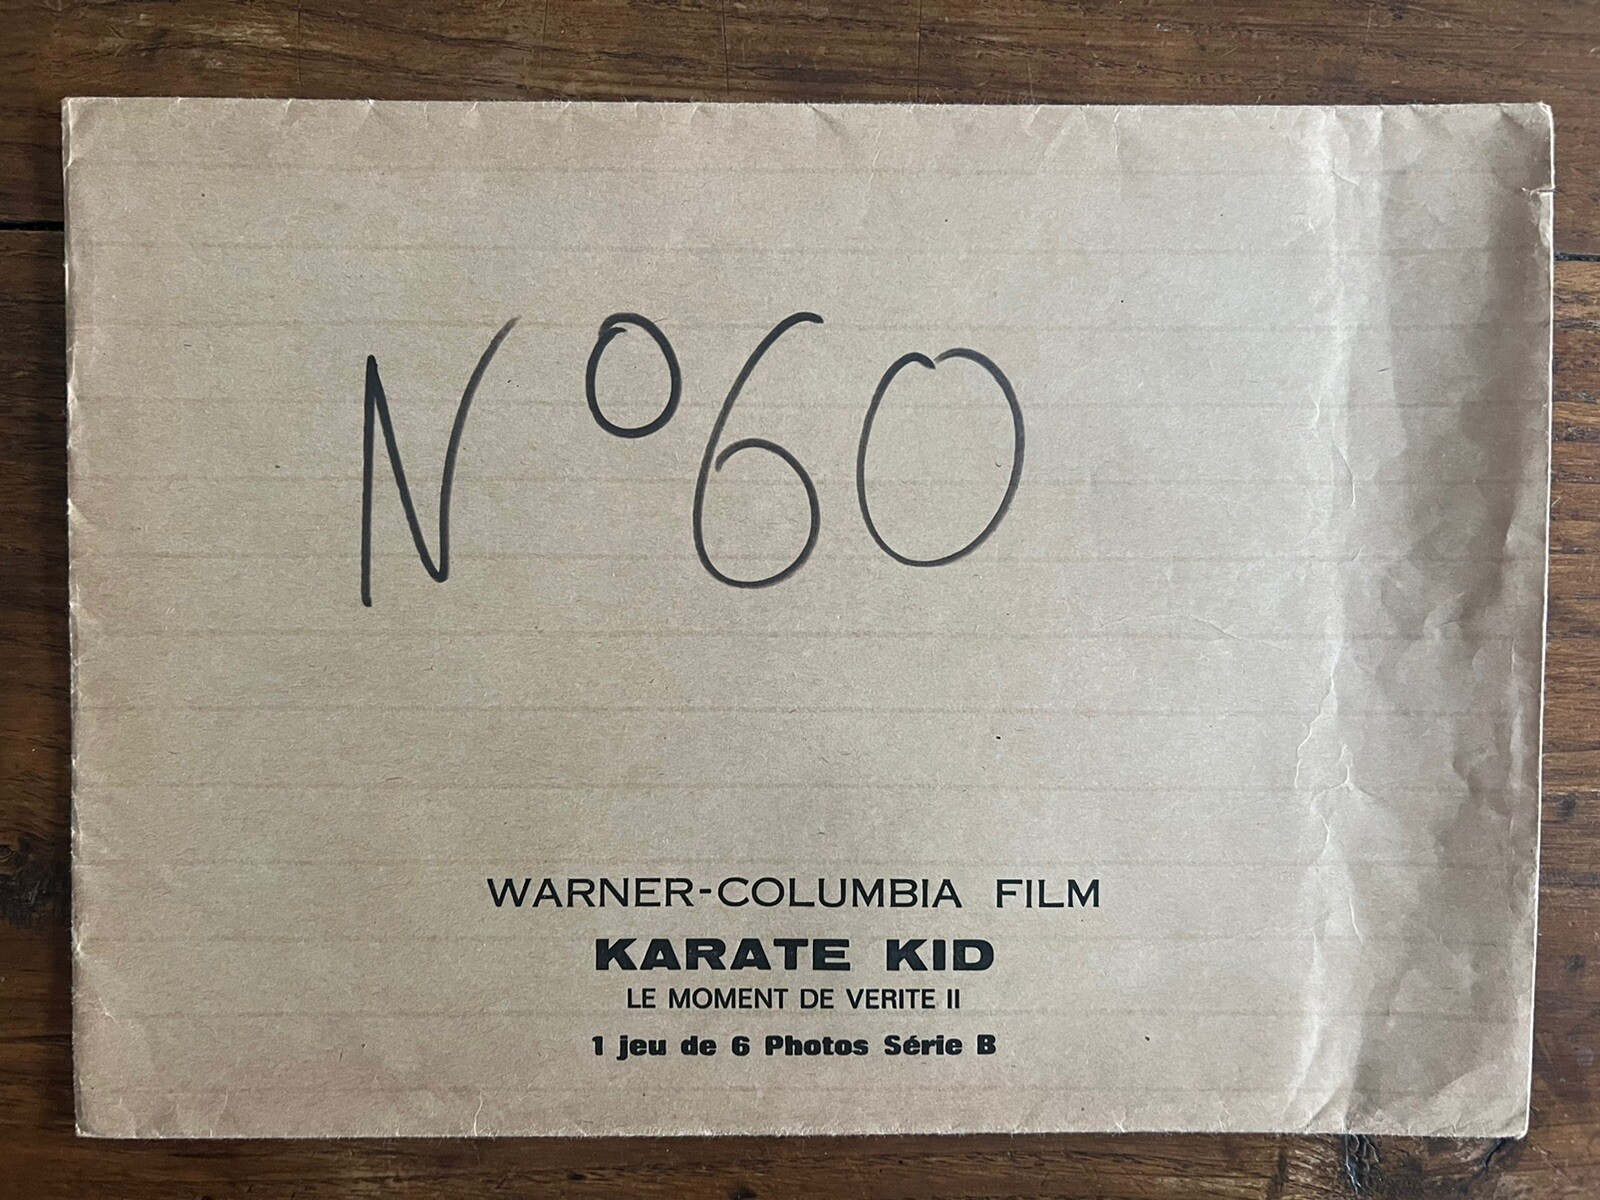 N°60
WARNER-COLUMBIA FILM
KARATE KID
LE MOMENT DE VERITE II
1 jeu de 6 Photos Série B